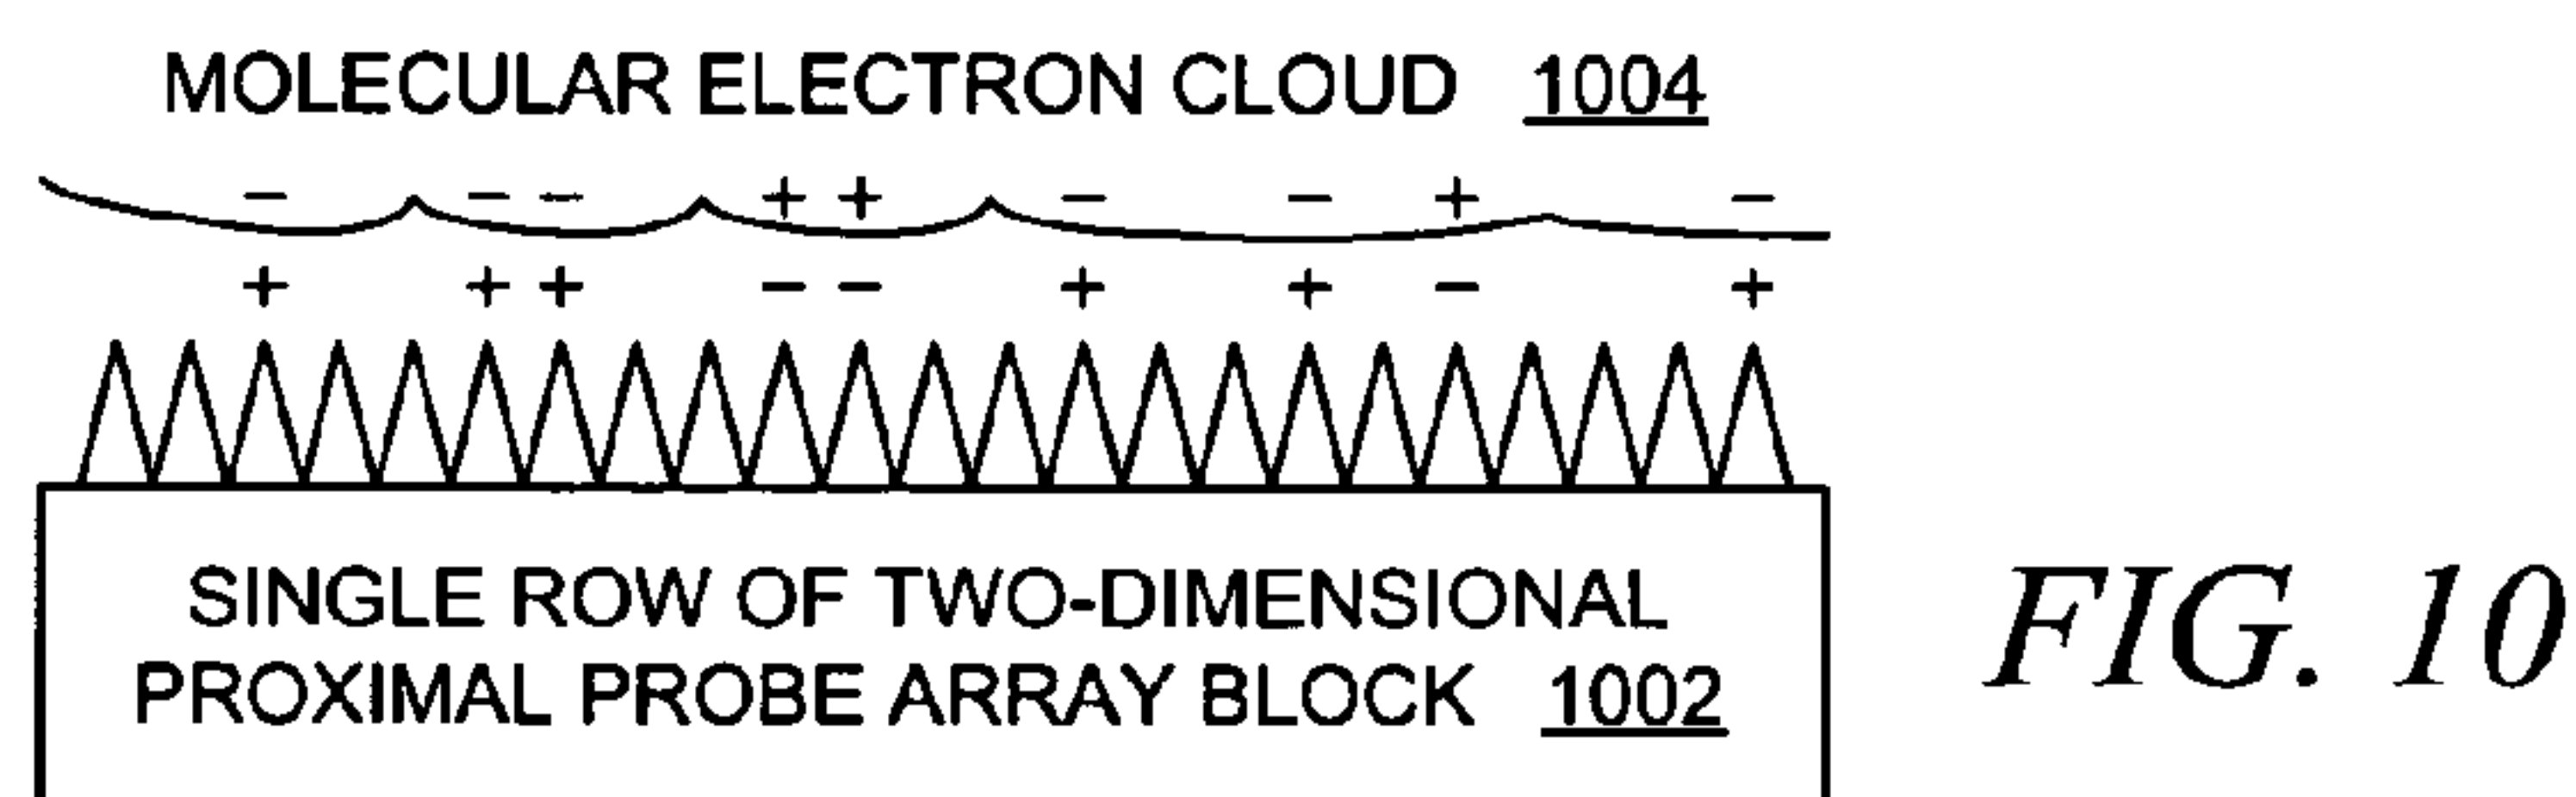 MOLECULAR ELECTRON CLOUD 1004
− − − + + − − + −
+ + + − − + + − +
SINGLE ROW OF TWO-DIMENSIONAL
PROXIMAL PROBE ARRAY BLOCK 1002
FIG. 10